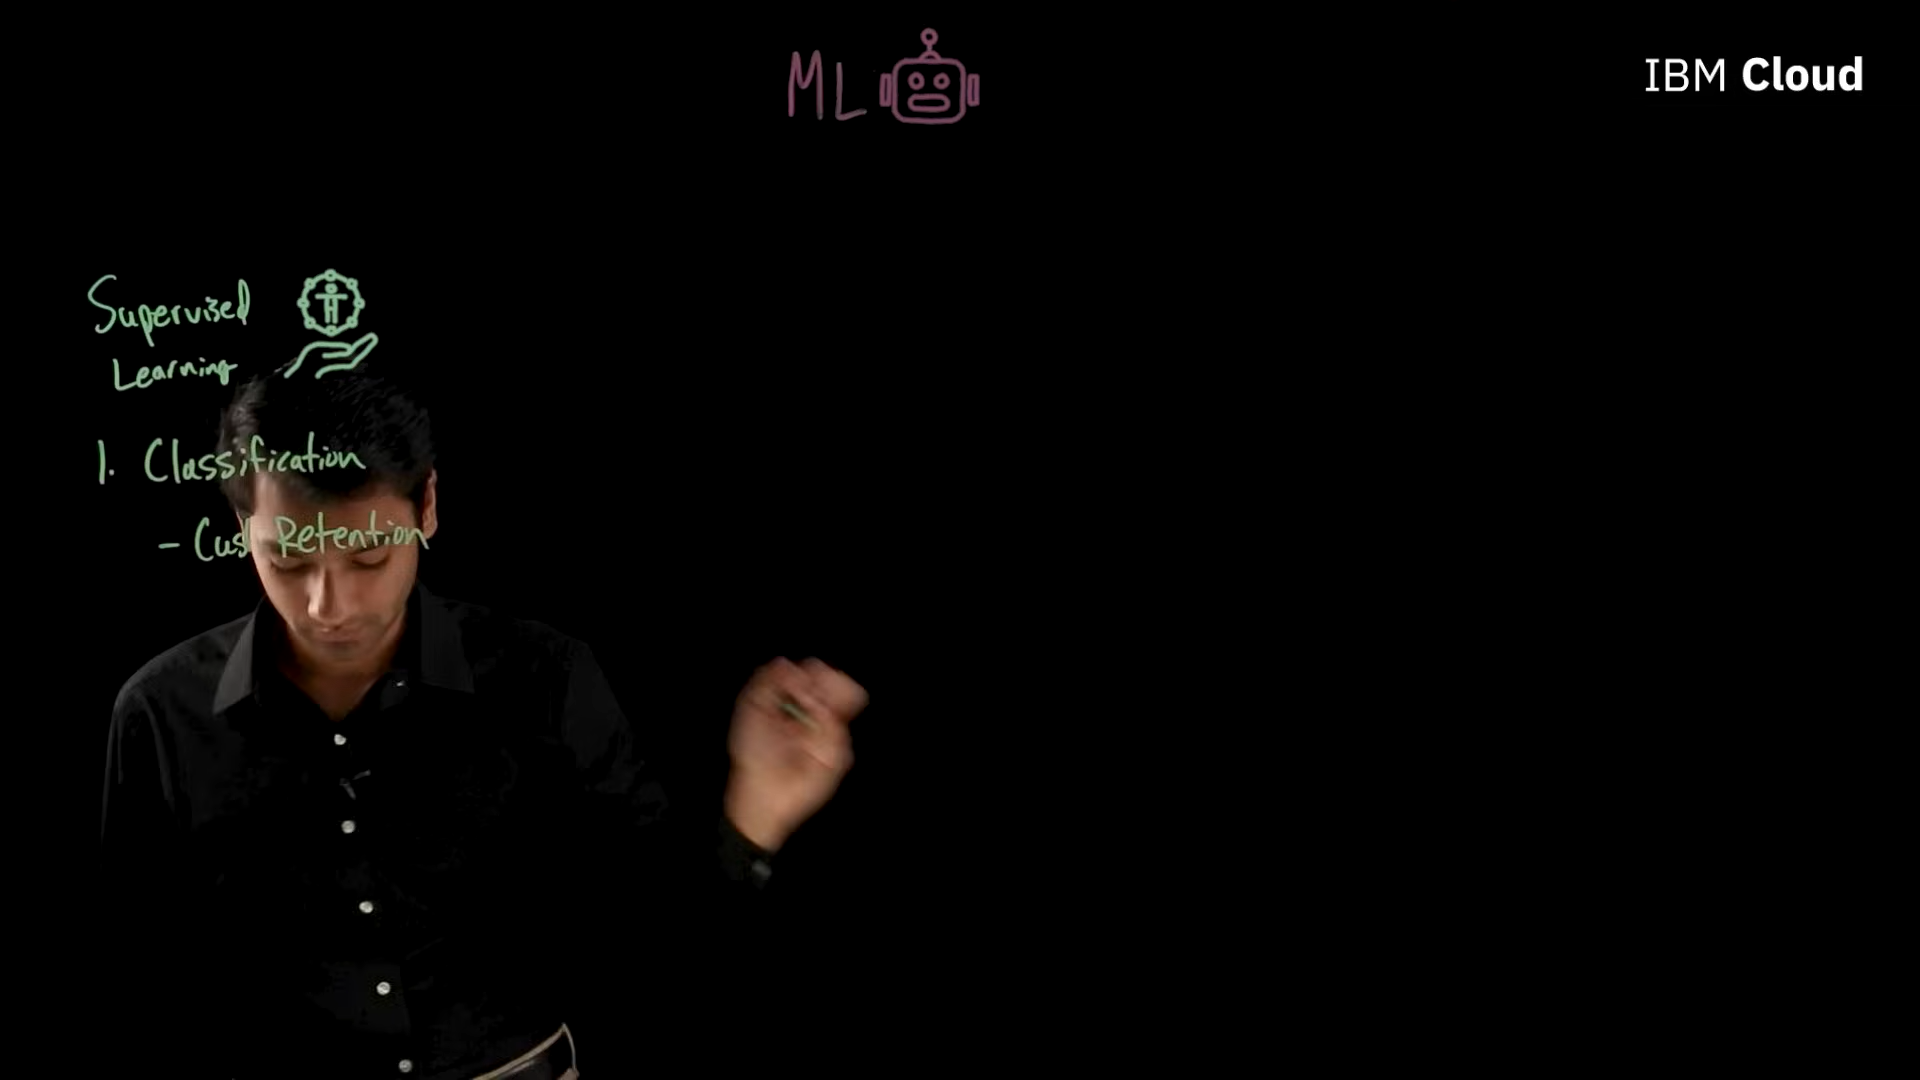 ML
IBM Cloud
Supervised
Learning
1. Classification
- Cust Retention